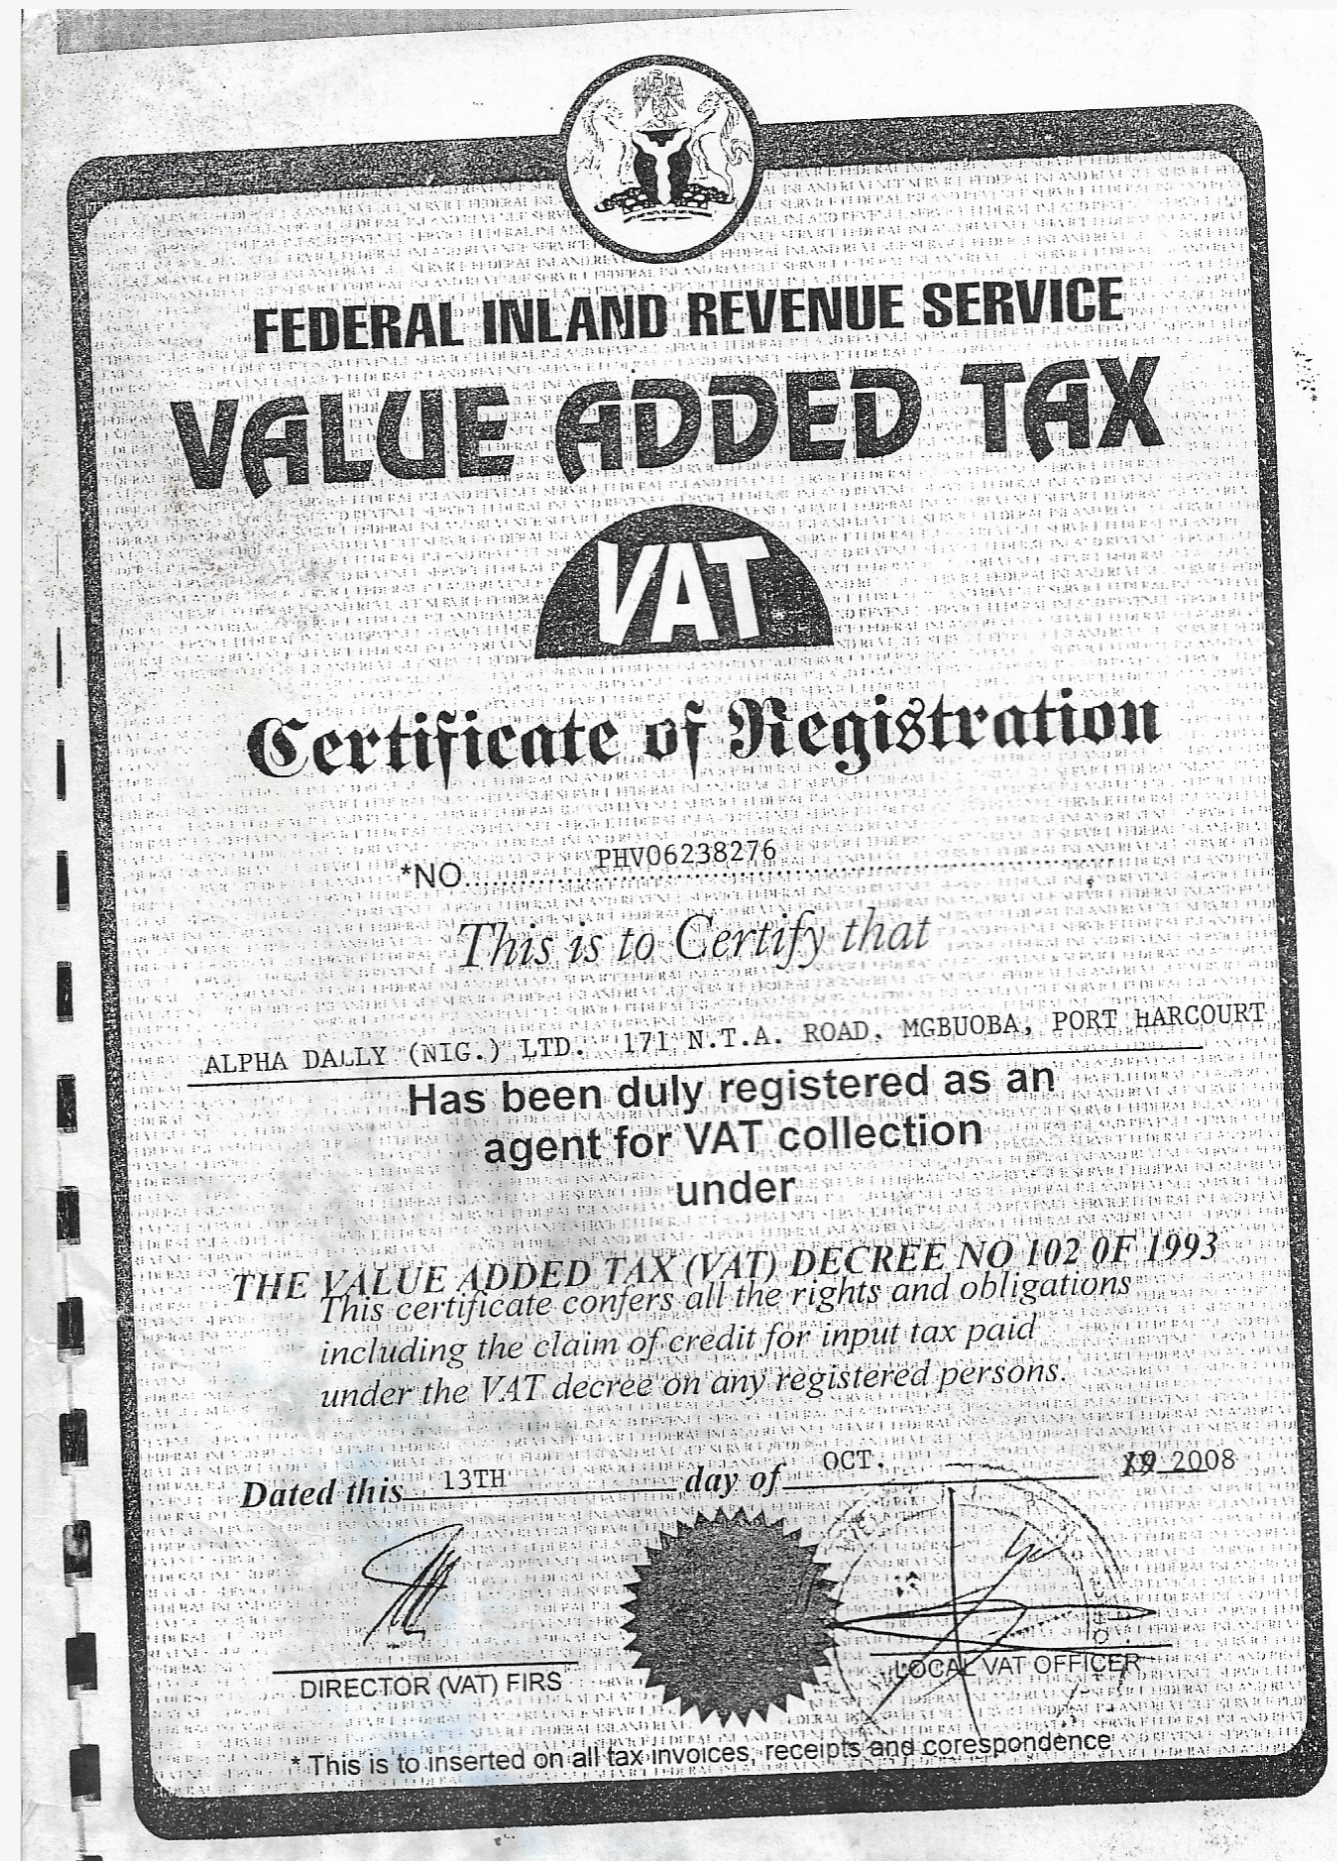 FEDERAL INLAND REVENUE SERVICE
VALUE ADDED TAX
VAT
Certificate of Registration
*NO. PHV06238276
This is to Certify that
ALPHA DALLY (NIG.) LTD. 171 N.T.A. ROAD, MGBUOBA, PORT HARCOURT
Has been duly registered as an
agent for VAT collection
under
THE VALUE ADDED TAX (VAT) DECREE NO 102 OF 1993
This certificate confers all the rights and obligations
including the claim of credit for input tax paid
under the VAT decree on any registered persons.
Dated this 13TH day of OCT. 19 2008
DIRECTOR (VAT) FIRS
LOCAL VAT OFFICER
* This is to inserted on all tax invoices, receipts and corespondence